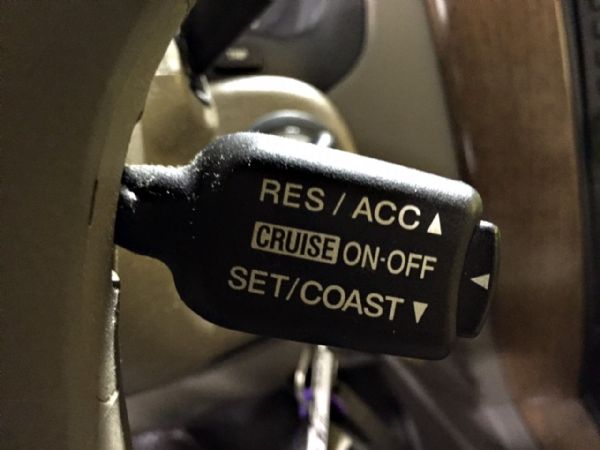 RES / ACC ▲
CRUISE ON-OFF ◀
SET/COAST ▼